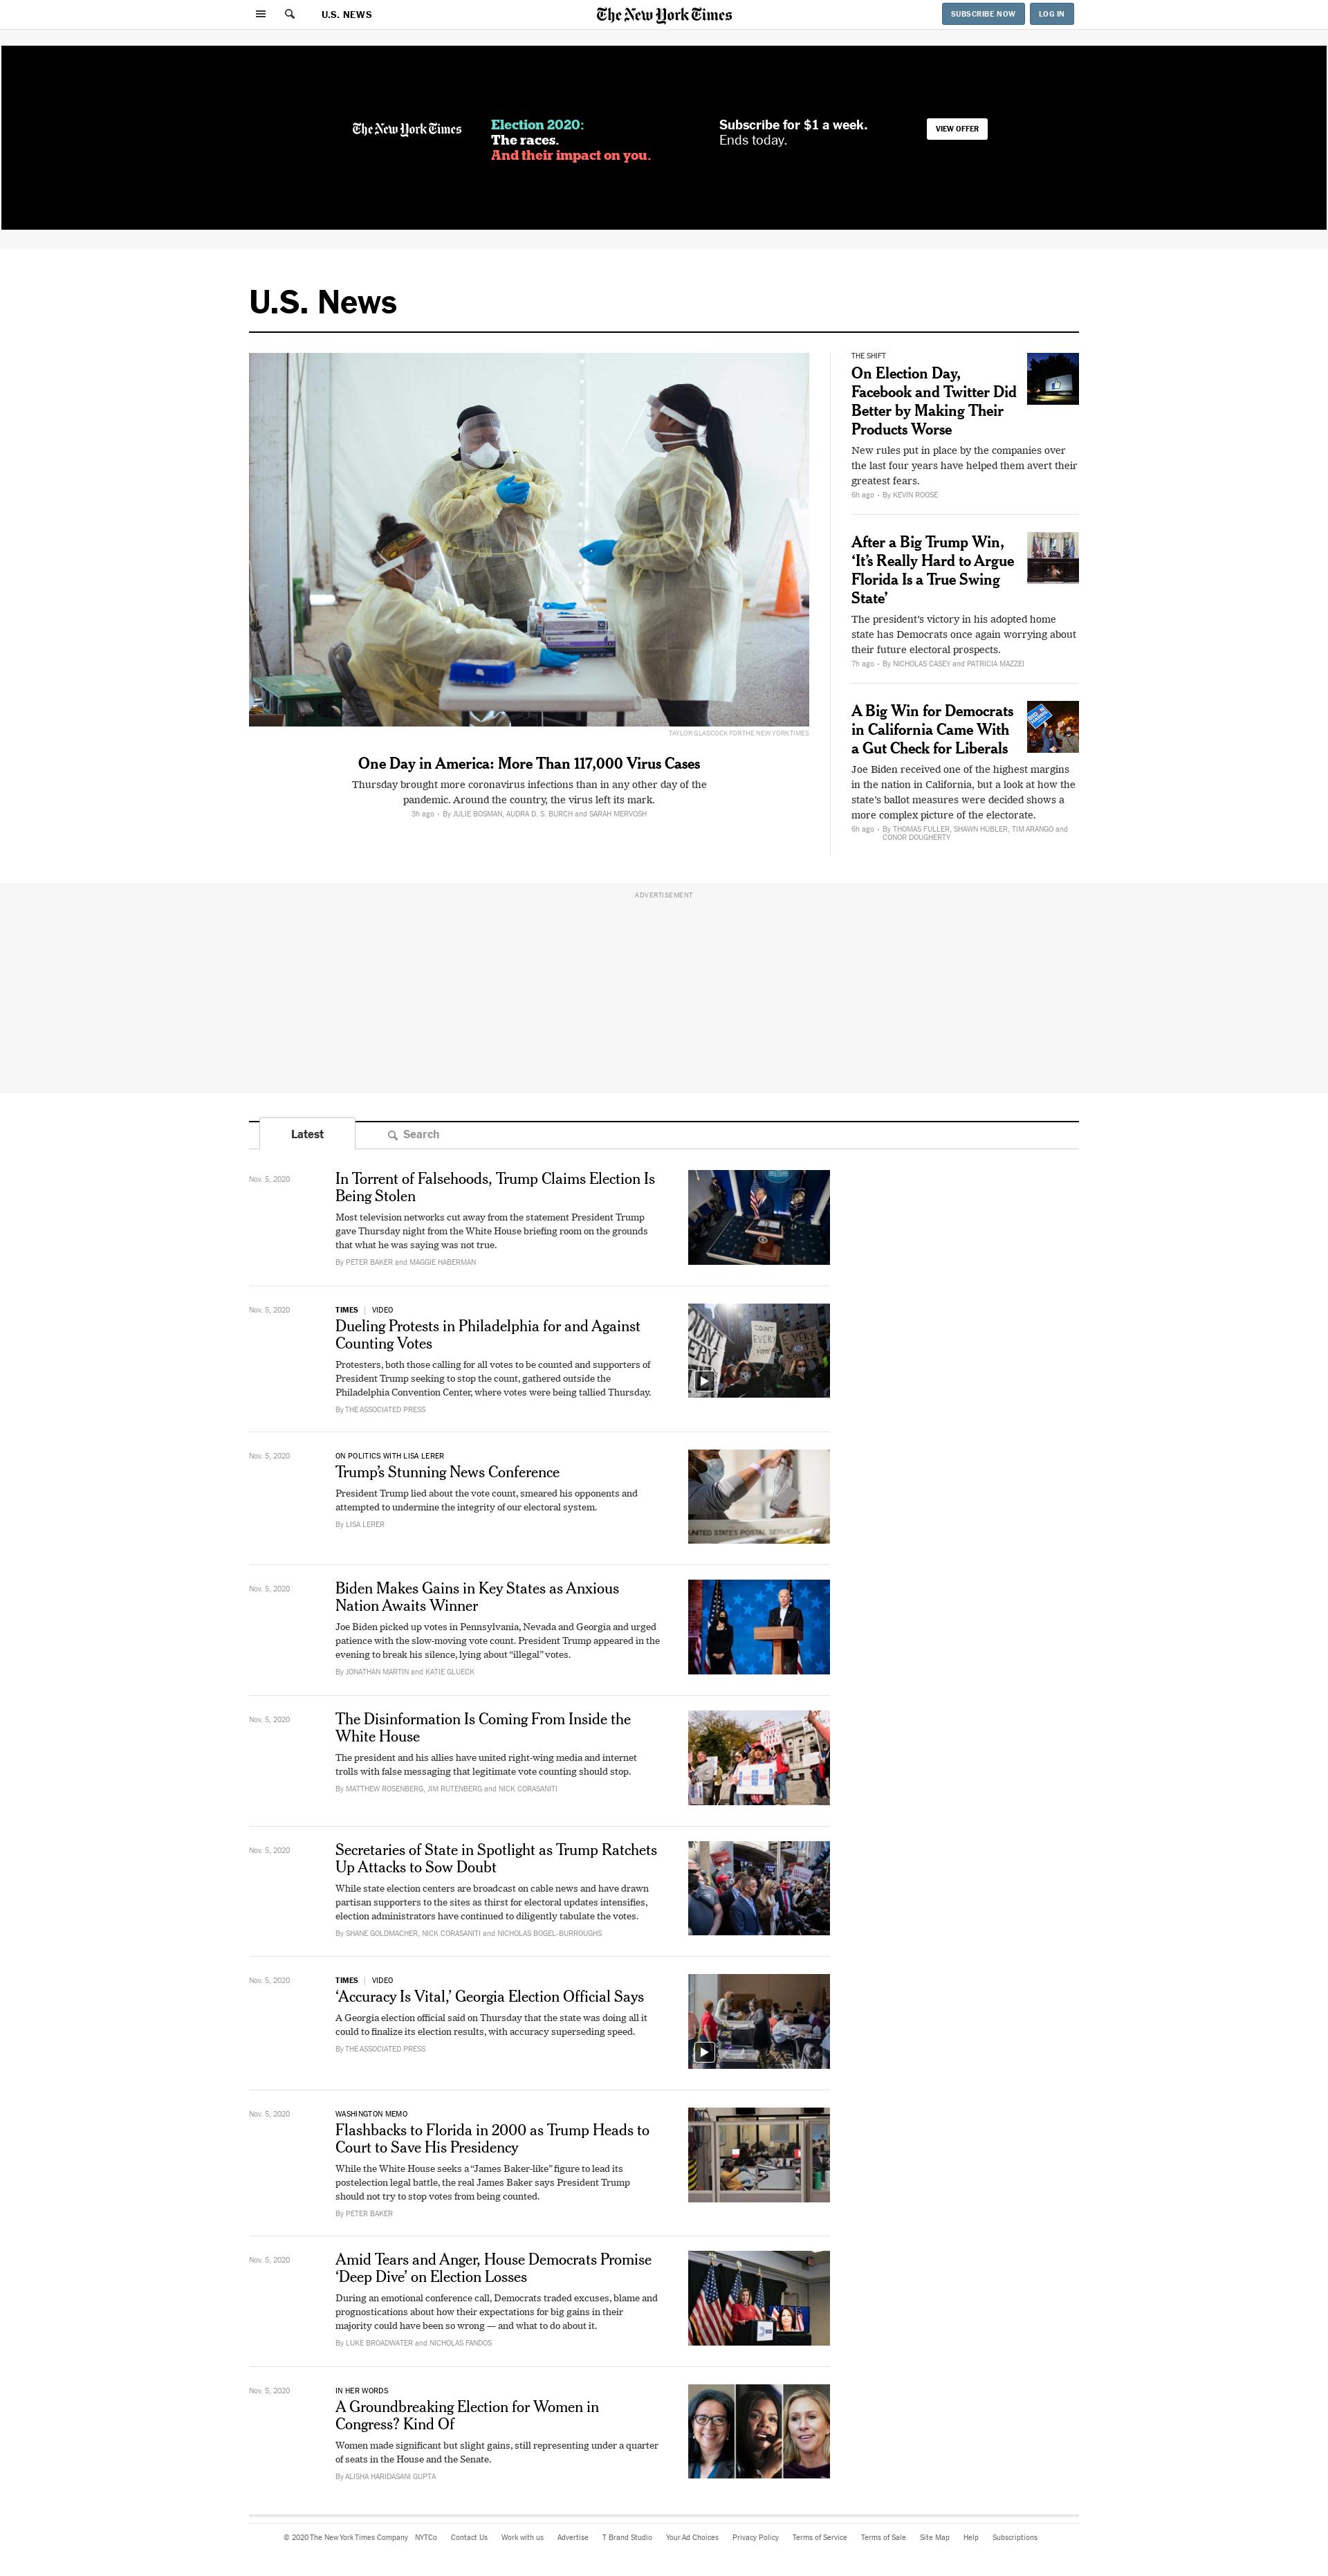 U.S. NEWS
The New York Times
SUBSCRIBE NOW
LOG IN
The New York Times
Election 2020:
The races.
And their impact on you.
Subscribe for $1 a week.
Ends today.
VIEW OFFER
U.S. News
TAYLOR GLASCOCK FOR THE NEW YORK TIMES
One Day in America: More Than 117,000 Virus Cases
Thursday brought more coronavirus infections than in any other day of the
pandemic. Around the country, the virus left its mark.
3h ago • By JULIE BOSMAN, AUDRA D. S. BURCH and SARAH MERVOSH
THE SHIFT
On Election Day,
Facebook and Twitter Did
Better by Making Their
Products Worse
New rules put in place by the companies over
the last four years have helped them avert their
greatest fears.
6h ago • By KEVIN ROOSE
After a Big Trump Win,
‘It’s Really Hard to Argue
Florida Is a True Swing
State’
The president’s victory in his adopted home
state has Democrats once again worrying about
their future electoral prospects.
7h ago • By NICHOLAS CASEY and PATRICIA MAZZEI
A Big Win for Democrats
in California Came With
a Gut Check for Liberals
Joe Biden received one of the highest margins
in the nation in California, but a look at how the
state’s ballot measures were decided shows a
more complex picture of the electorate.
6h ago • By THOMAS FULLER, SHAWN HUBLER, TIM ARANGO and
CONOR DOUGHERTY
ADVERTISEMENT
Latest
Search
Nov. 5, 2020
In Torrent of Falsehoods, Trump Claims Election Is
Being Stolen
Most television networks cut away from the statement President Trump
gave Thursday night from the White House briefing room on the grounds
that what he was saying was not true.
By PETER BAKER and MAGGIE HABERMAN
Nov. 5, 2020
TIMES | VIDEO
Dueling Protests in Philadelphia for and Against
Counting Votes
Protesters, both those calling for all votes to be counted and supporters of
President Trump seeking to stop the count, gathered outside the
Philadelphia Convention Center, where votes were being tallied Thursday.
By THE ASSOCIATED PRESS
COUNT
EVERY
Nov. 5, 2020
ON POLITICS WITH LISA LERER
Trump’s Stunning News Conference
President Trump lied about the vote count, smeared his opponents and
attempted to undermine the integrity of our electoral system.
By LISA LERER
UNITED STATES POSTAL SERVICE
Nov. 5, 2020
Biden Makes Gains in Key States as Anxious
Nation Awaits Winner
Joe Biden picked up votes in Pennsylvania, Nevada and Georgia and urged
patience with the slow-moving vote count. President Trump appeared in the
evening to break his silence, lying about “illegal” votes.
By JONATHAN MARTIN and KATIE GLUECK
Nov. 5, 2020
The Disinformation Is Coming From Inside the
White House
The president and his allies have united right-wing media and internet
trolls with false messaging that legitimate vote counting should stop.
By MATTHEW ROSENBERG, JIM RUTENBERG and NICK CORASANITI
Nov. 5, 2020
Secretaries of State in Spotlight as Trump Ratchets
Up Attacks to Sow Doubt
While state election centers are broadcast on cable news and have drawn
partisan supporters to the sites as thirst for electoral updates intensifies,
election administrators have continued to diligently tabulate the votes.
By SHANE GOLDMACHER, NICK CORASANITI and NICHOLAS BOGEL-BURROUGHS
Nov. 5, 2020
TIMES | VIDEO
‘Accuracy Is Vital,’ Georgia Election Official Says
A Georgia election official said on Thursday that the state was doing all it
could to finalize its election results, with accuracy superseding speed.
By THE ASSOCIATED PRESS
Nov. 5, 2020
WASHINGTON MEMO
Flashbacks to Florida in 2000 as Trump Heads to
Court to Save His Presidency
While the White House seeks a “James Baker-like” figure to lead its
postelection legal battle, the real James Baker says President Trump
should not try to stop votes from being counted.
By PETER BAKER
Nov. 5, 2020
Amid Tears and Anger, House Democrats Promise
‘Deep Dive’ on Election Losses
During an emotional conference call, Democrats traded excuses, blame and
prognostications about how their expectations for big gains in their
majority could have been so wrong — and what to do about it.
By LUKE BROADWATER and NICHOLAS FANDOS
Nov. 5, 2020
IN HER WORDS
A Groundbreaking Election for Women in
Congress? Kind Of
Women made significant but slight gains, still representing under a quarter
of seats in the House and the Senate.
By ALISHA HARIDASANI GUPTA
© 2020 The New York Times Company NYTCo Contact Us Work with us Advertise T Brand Studio Your Ad Choices Privacy Policy Terms of Service Terms of Sale Site Map Help Subscriptions